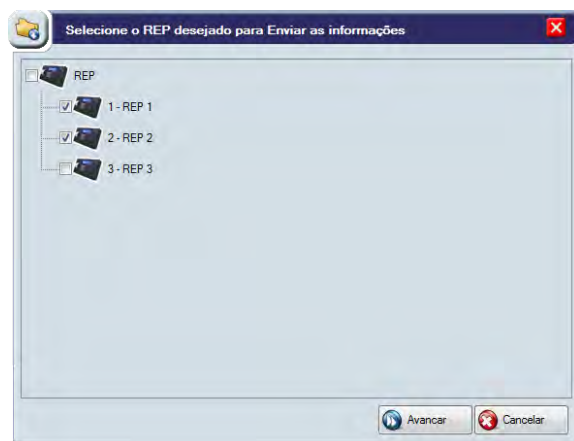 Selecione o REP desejado para Enviar as informações
REP
1 - REP 1
2 - REP 2
3 - REP 3
Avancar
Cancelar